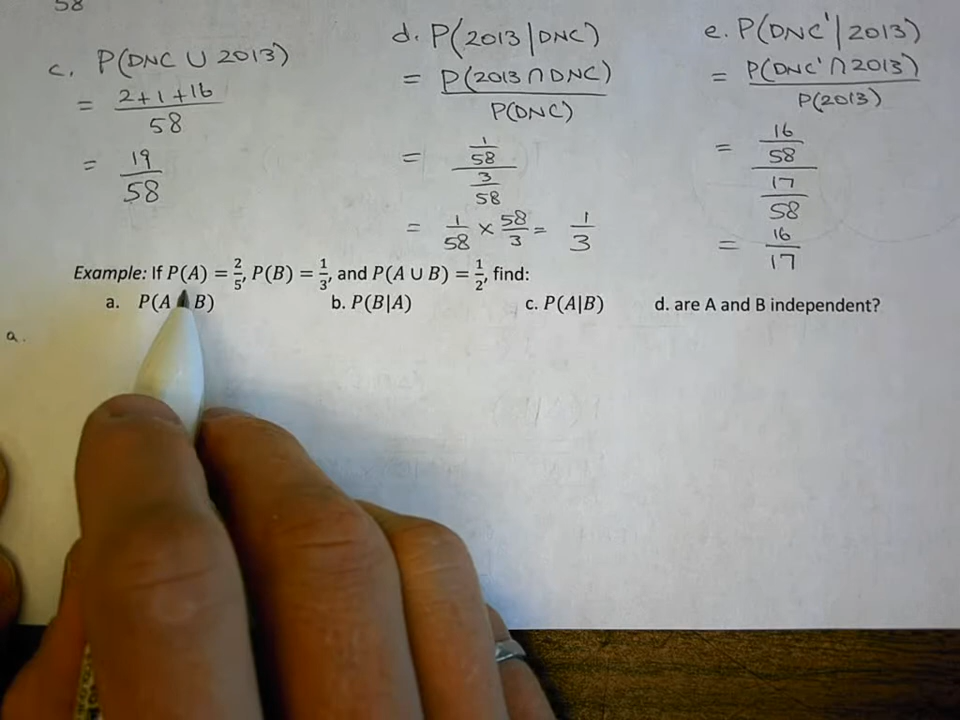 58
c. P(DNC ∪ 2013)
= 2+1+16/58
= 19/58
d. P(2013|DNC)
= P(2013 ∩ DNC)/P(DNC)
= 1/58 / 3/58
= 1/58 × 58/3 = 1/3
e. P(DNC'|2013)
= P(DNC' ∩ 2013)/P(2013)
= 16/58 / 17/58
= 16/17
Example: If P(A) = 2/5, P(B) = 1/3, and P(A ∪ B) = 1/2, find:
a. P(A B) b. P(B|A) c. P(A|B) d. are A and B independent?
a.